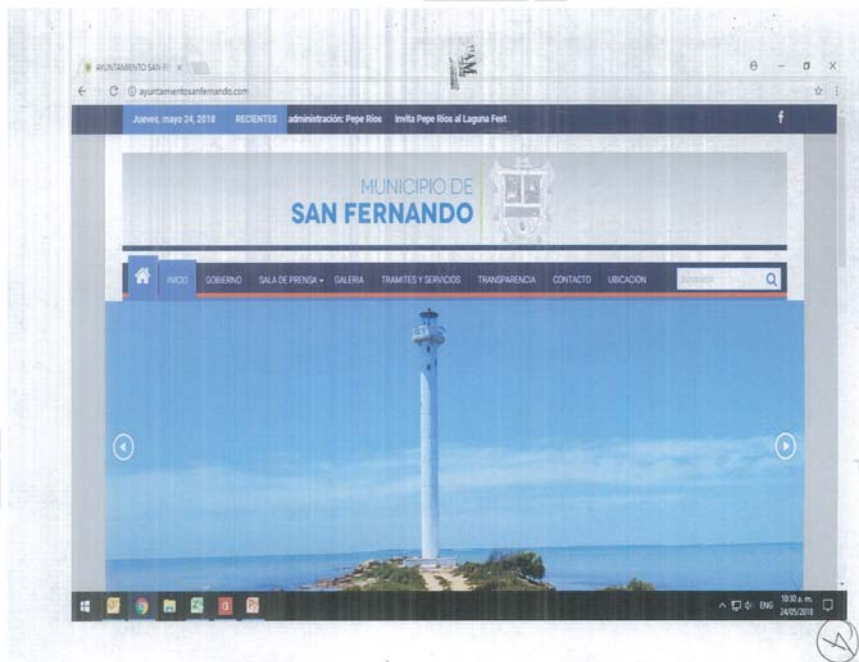 AYUNTAMIENTO SAN FE
ayuntamientosanfernando.com
Jueves, mayo 24, 2018 RECIENTES administración: Pepe Ríos Invita Pepe Ríos al Laguna Fest
MUNICIPIO DE
SAN FERNANDO
INICIO GOBIERNO SALA DE PRENSA GALERIA TRAMITES Y SERVICIOS TRANSPARENCIA CONTACTO UBICACIÓN
ENG 10:30 p. m.
24/05/2018